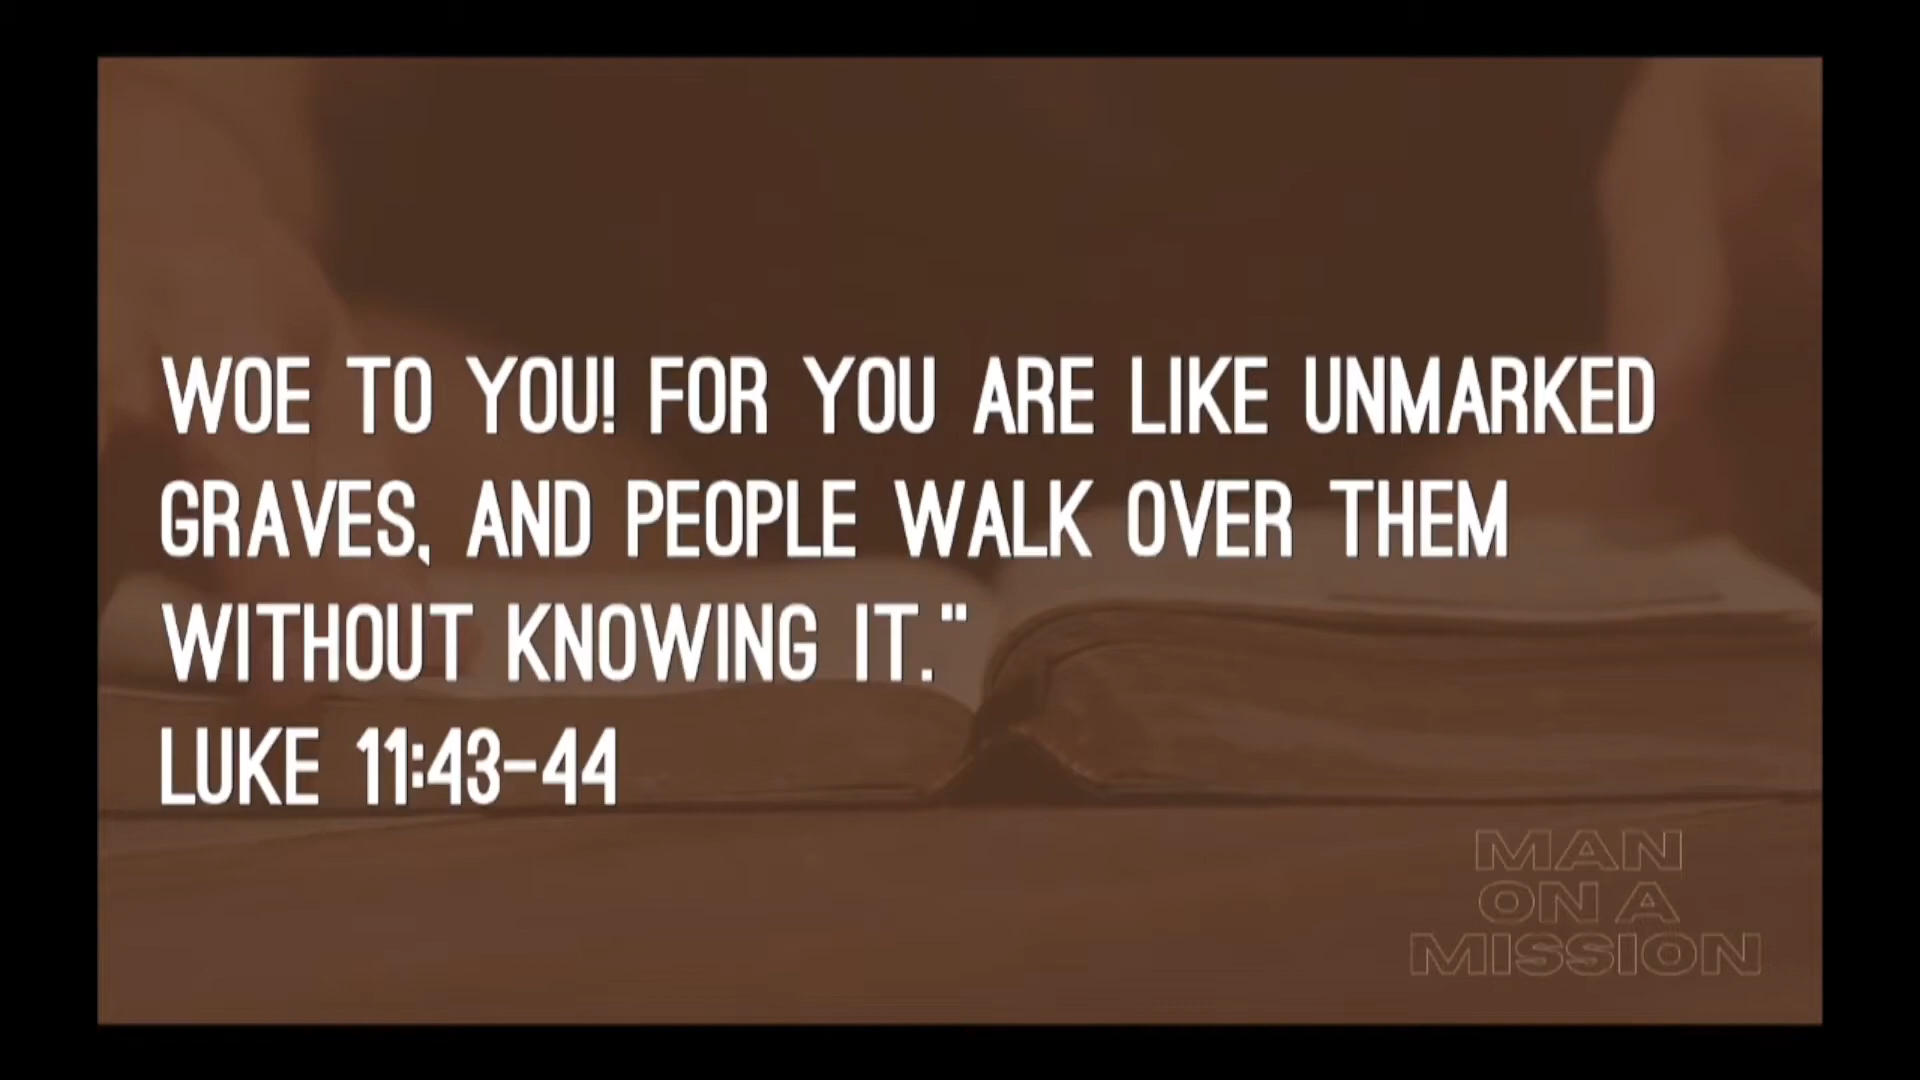 WOE TO YOU! FOR YOU ARE LIKE UNMARKED
GRAVES, AND PEOPLE WALK OVER THEM
WITHOUT KNOWING IT."
LUKE 11:43-44
MAN
ON A
MISSION